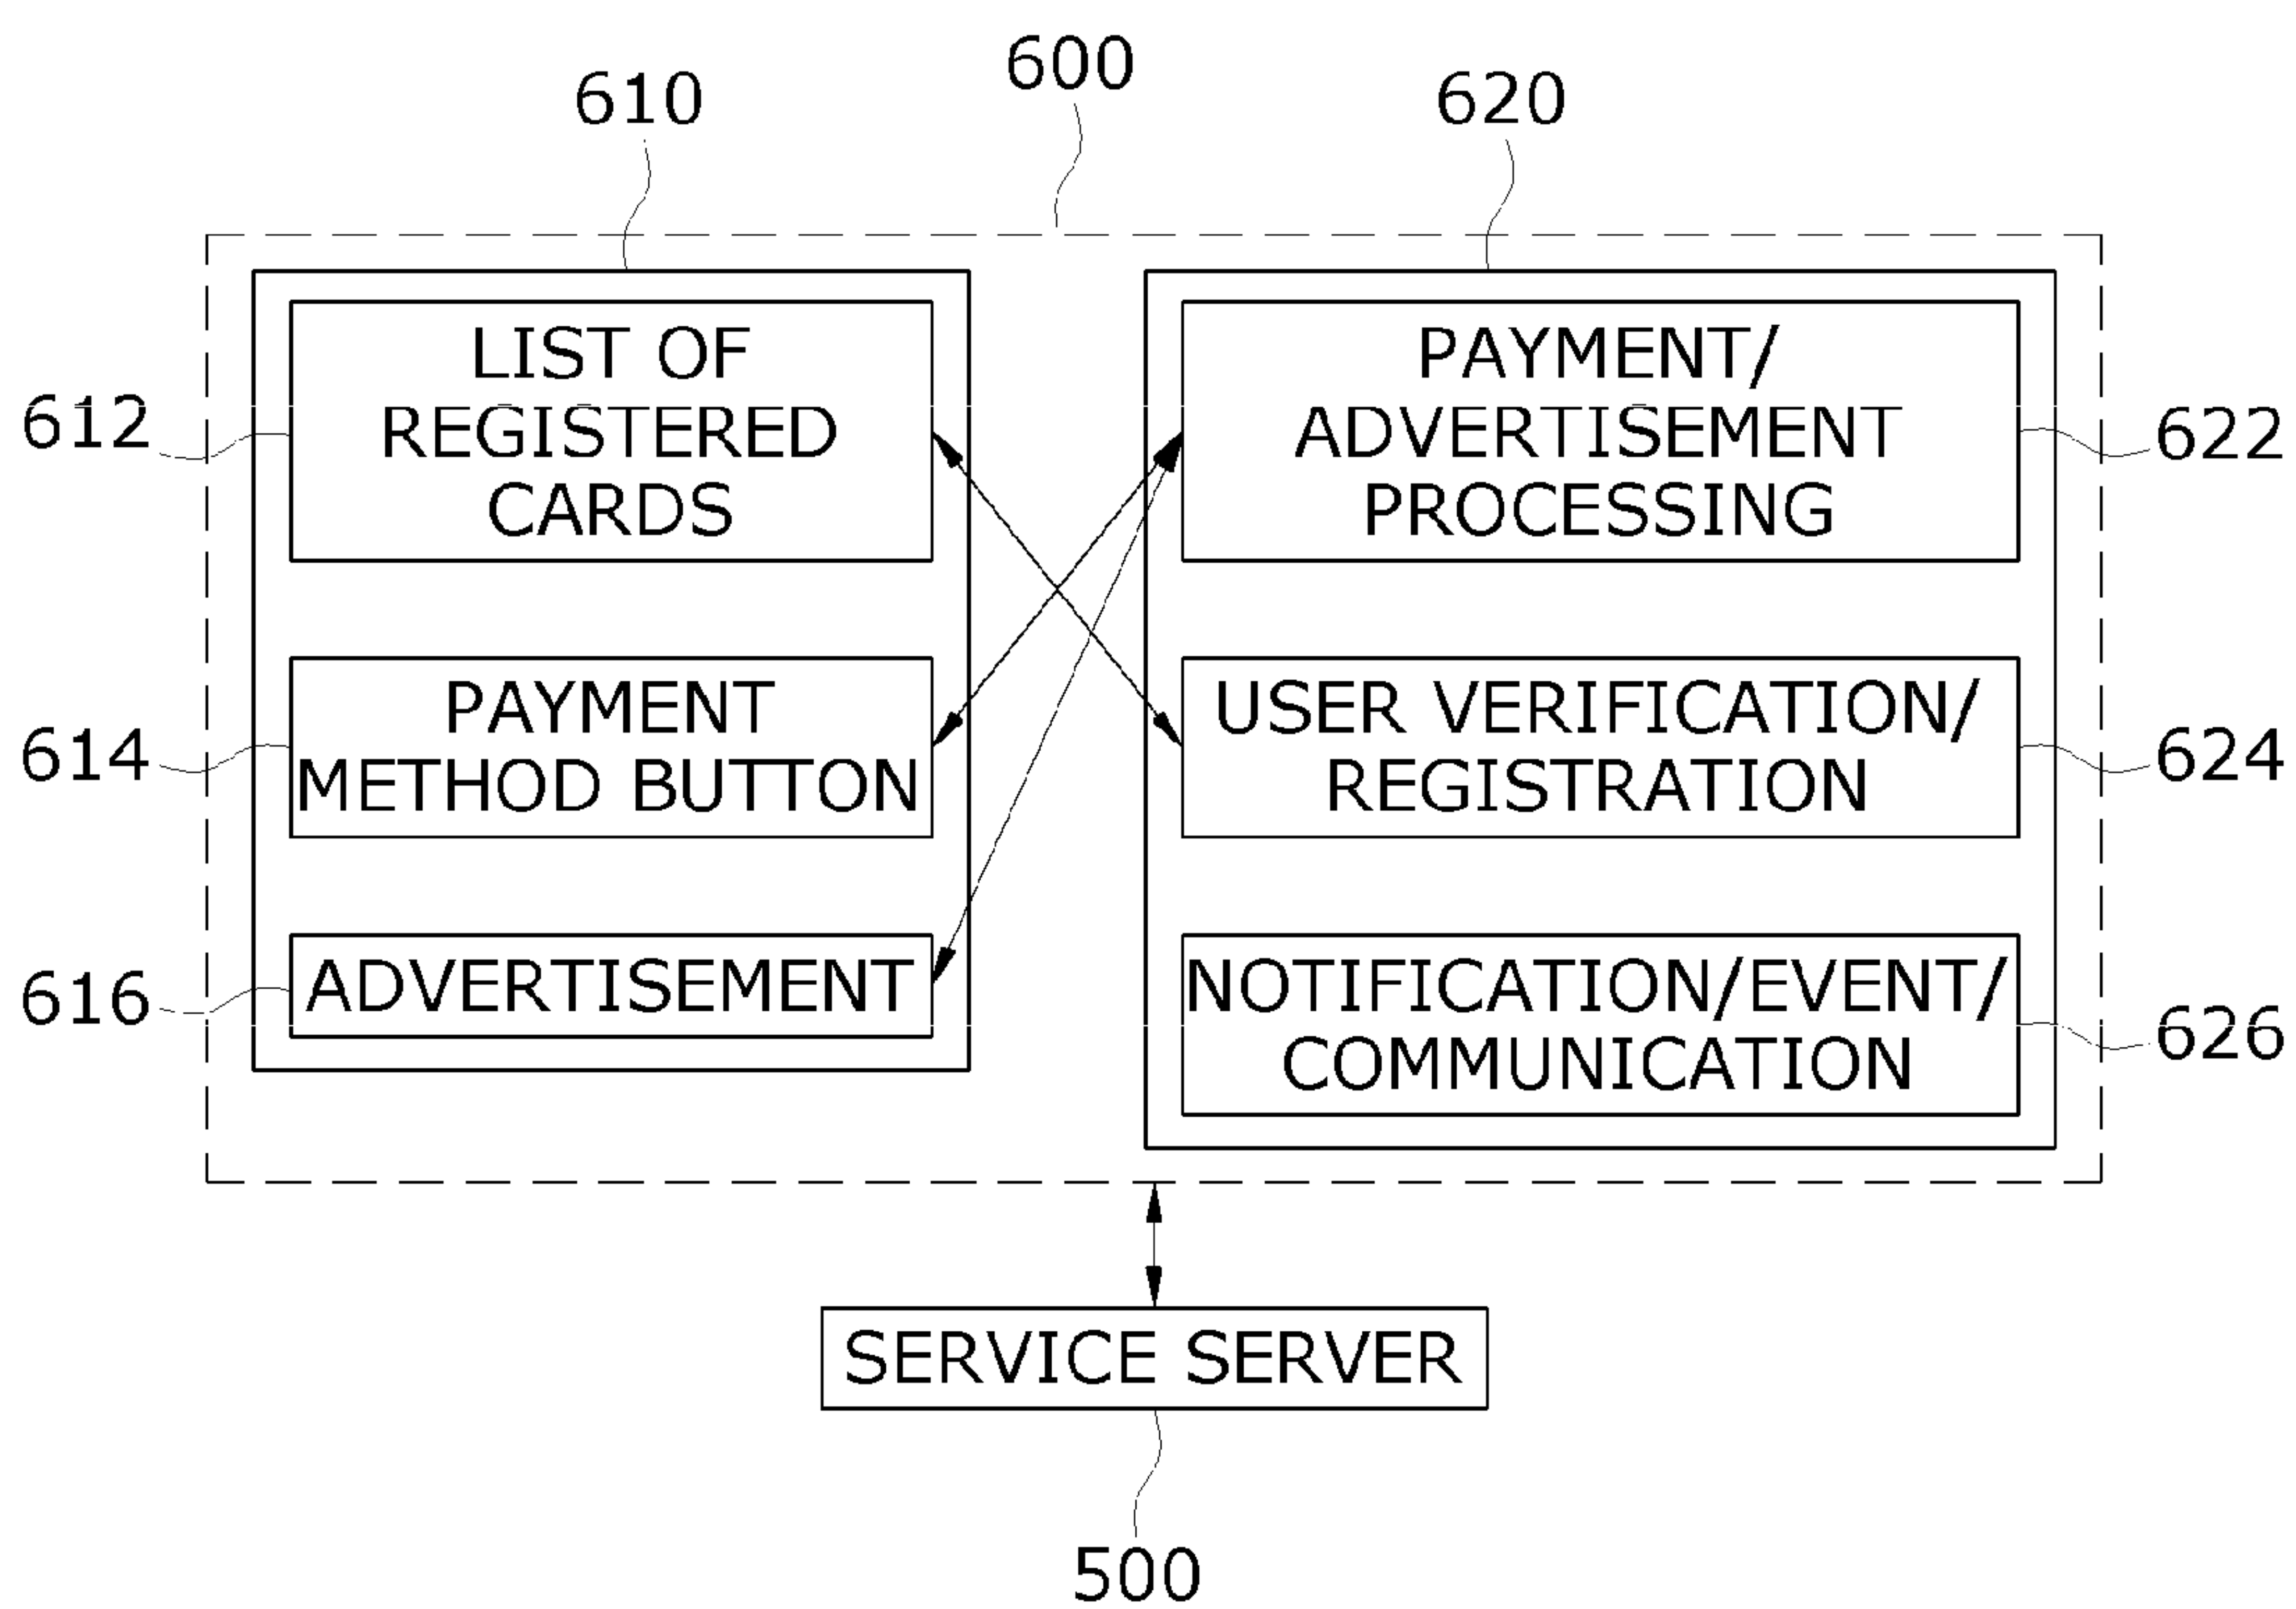 600
610
620
LIST OF
REGISTERED
CARDS
612
PAYMENT
METHOD BUTTON
614
ADVERTISEMENT
616
PAYMENT/
ADVERTISEMENT
PROCESSING
622
USER VERIFICATION/
REGISTRATION
624
NOTIFICATION/EVENT/
COMMUNICATION
626
SERVICE SERVER
500